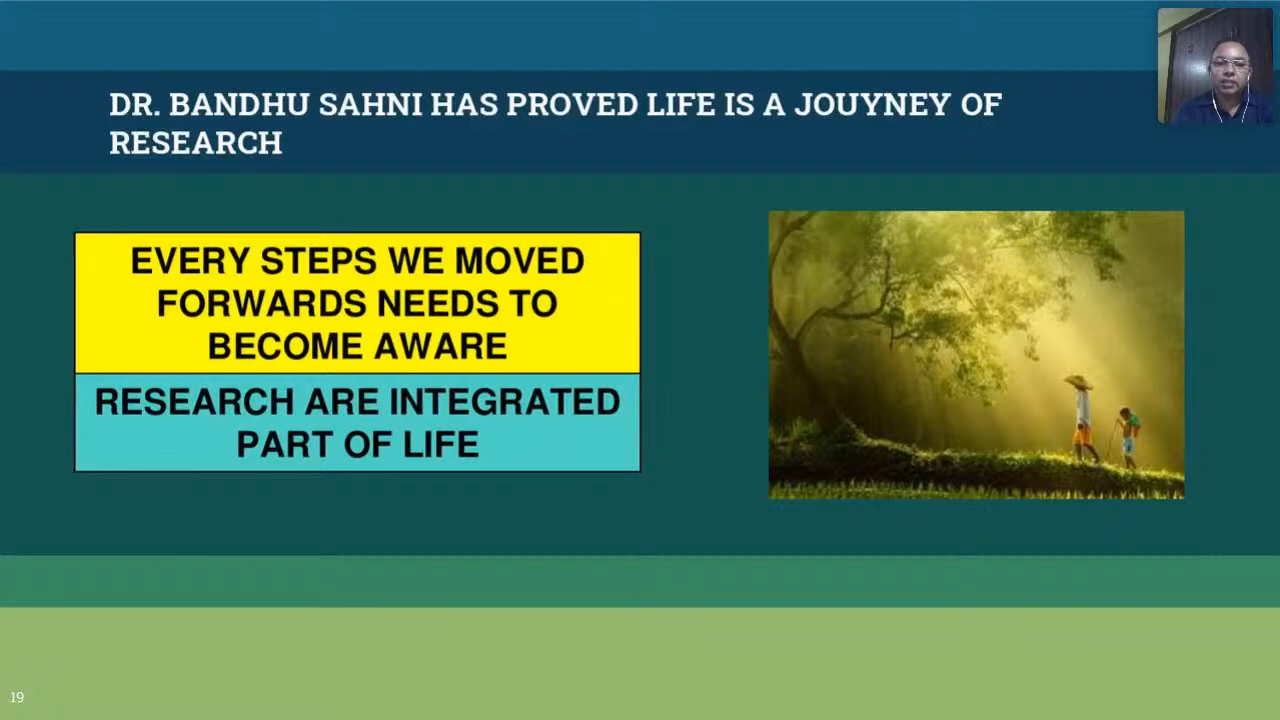 DR. BANDHU SAHNI HAS PROVED LIFE IS A JOUYNEY OF
RESEARCH
EVERY STEPS WE MOVED
FORWARDS NEEDS TO
BECOME AWARE
RESEARCH ARE INTEGRATED
PART OF LIFE
19